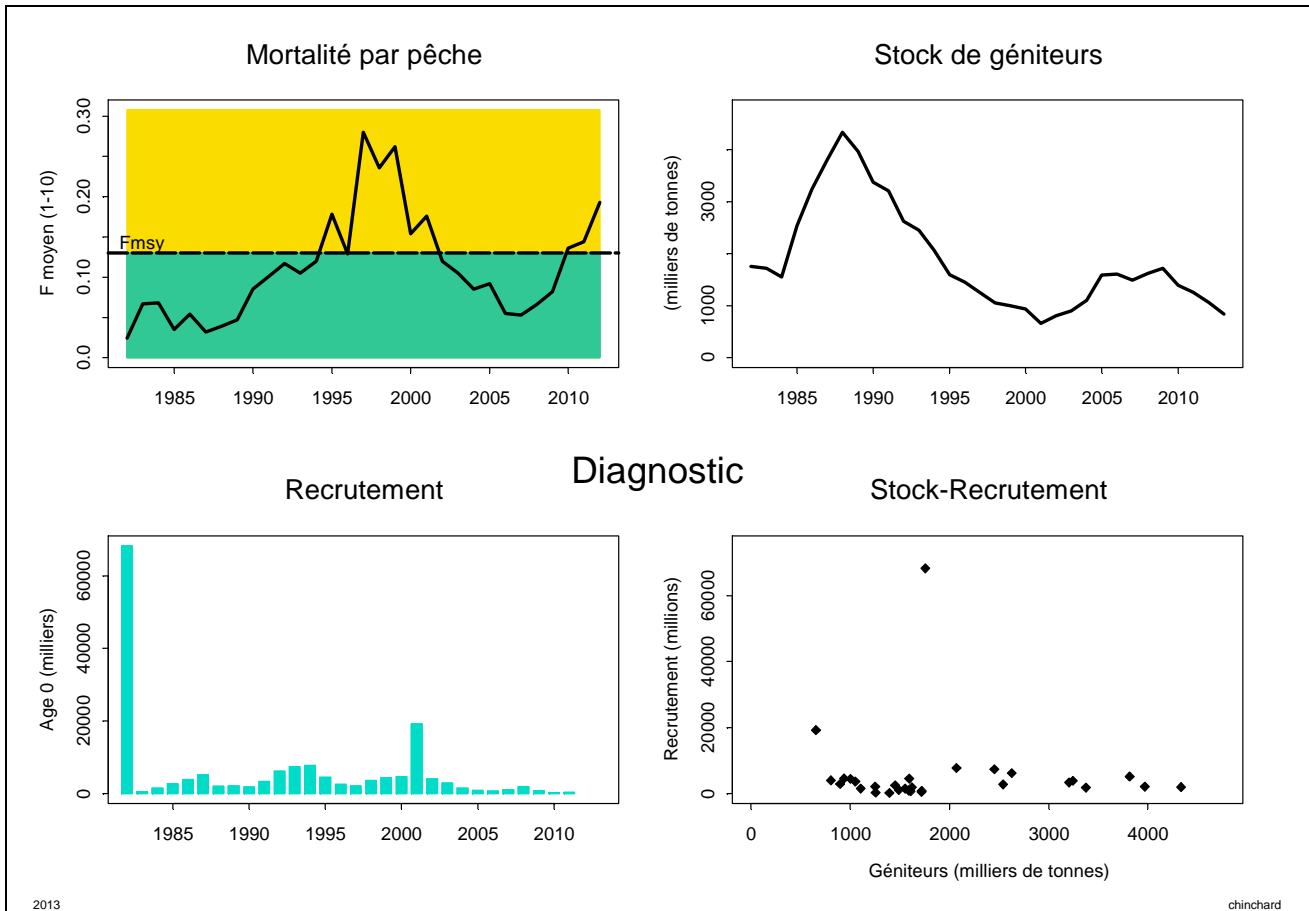 Mortalité par pêche
F moyen (1-10)
0.0 0.10 0.20 0.30
Fmsy
1985 1990 1995 2000 2005 2010
Stock de géniteurs
(milliers de tonnes)
0 1000 3000
1985 1990 1995 2000 2005 2010
Diagnostic
Recrutement
Age 0 (milliers)
0 20000 40000 60000
1985 1990 1995 2000 2005 2010
Stock-Recrutement
Recrutement (millions)
0 20000 40000 60000
0 1000 2000 3000 4000
Géniteurs (milliers de tonnes)
2013
chinchard